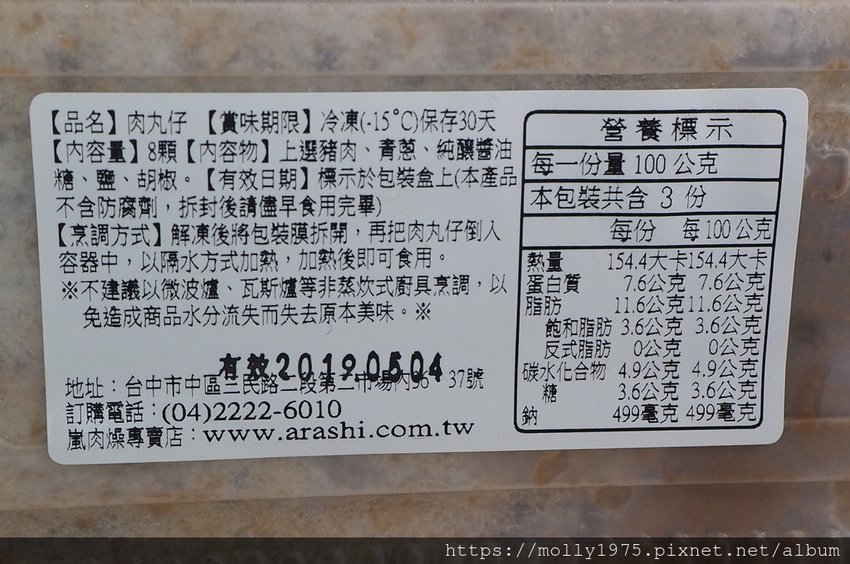 【品名】肉丸仔 【賞味期限】冷凍(-15°C)保存30天
【內容量】8顆【內容物】上選豬肉、青蔥、純釀醬油
糖、鹽、胡椒。【有效日期】標示於包裝盒上(本產品
不含防腐劑，拆封後請儘早食用完畢)
【烹調方式】解凍後將包裝膜拆開，再把肉丸仔倒入
容器中，以隔水方式加熱，加熱後即可食用。
※不建議以微波爐、瓦斯爐等非蒸炊式廚具烹調，以
免造成商品水分流失而失去原本美味。※
有效20190504
地址：台中市中區三民路二段第二市場內36、37號
訂購電話：(04)2222-6010
嵐肉燥專賣店：www.arashi.com.tw
營養標示
每一份量 100 公克
本包裝共含 3 份
每份 每 100 公克
熱量 154.4大卡 154.4大卡
蛋白質 7.6公克 7.6公克
脂肪 11.6公克 11.6公克
飽和脂肪 3.6公克 3.6公克
反式脂肪 0公克 0公克
碳水化合物 4.9公克 4.9公克
糖 3.6公克 3.6公克
鈉 499毫克 499毫克
https://molly1975.pixnet.net/album